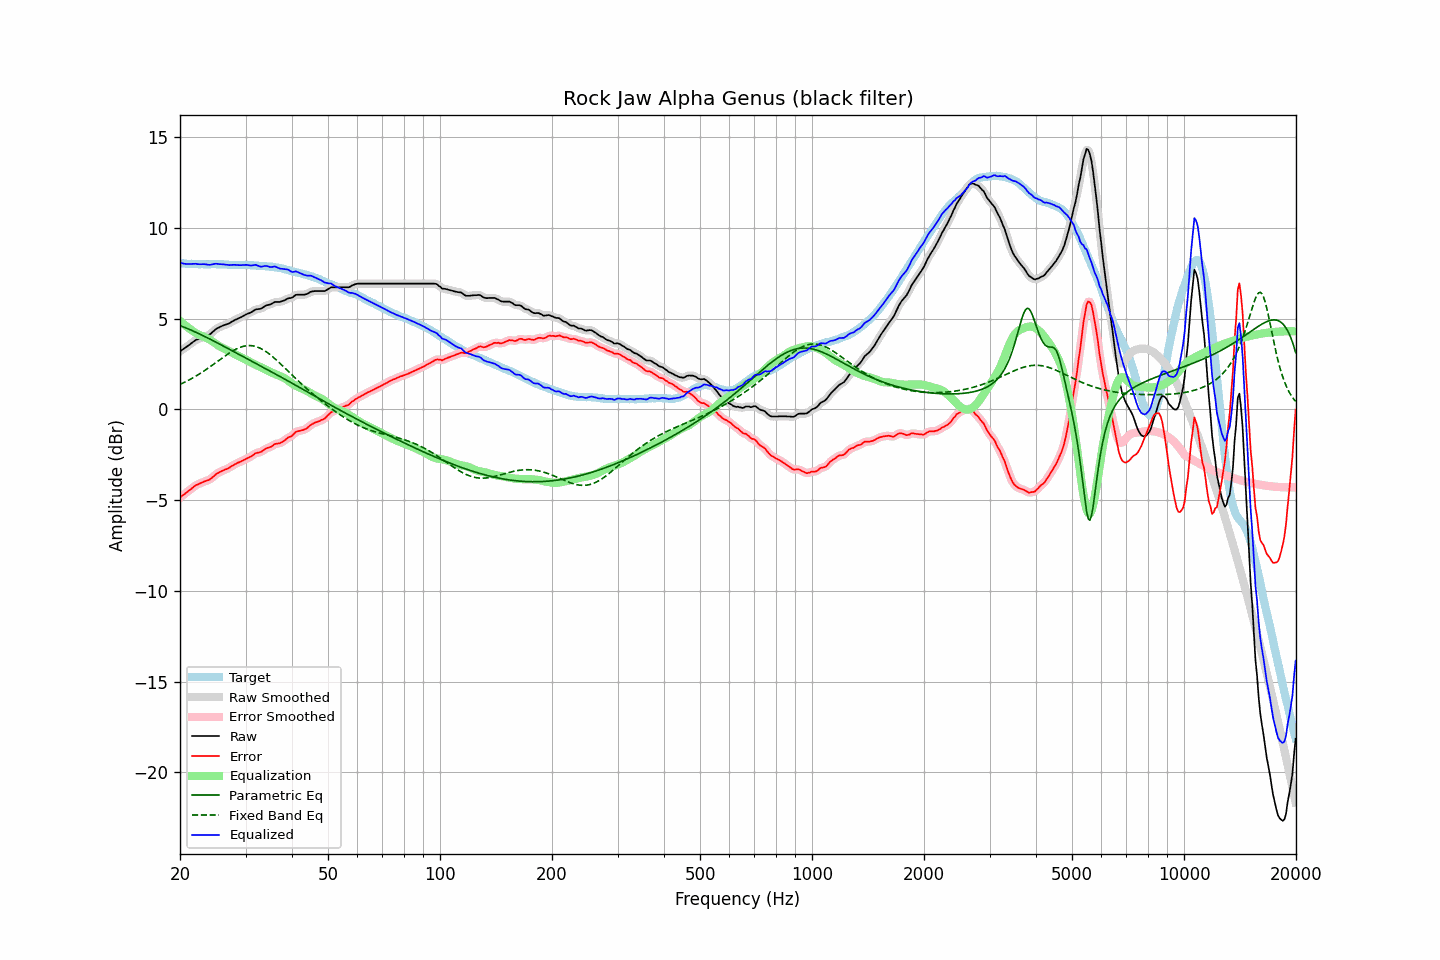 Rock Jaw Alpha Genus (black filter)
15
10
5
0
−5
−10
−15
−20
Amplitude (dBr)
Target
Raw Smoothed
Error Smoothed
Raw
Error
Equalization
Parametric Eq
Fixed Band Eq
Equalized
20
50
100
200
500
1000
2000
5000
10000
20000
Frequency (Hz)